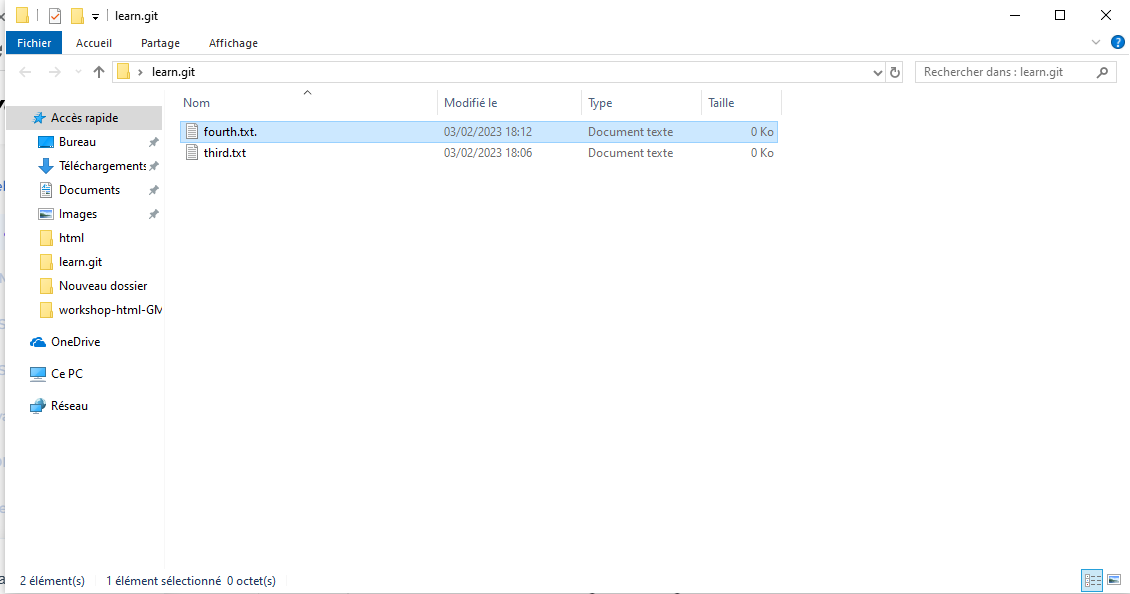 learn.git
Fichier Accueil Partage Affichage
learn.git
Rechercher dans : learn.git
Nom Modifié le Type Taille
fourth.txt. 03/02/2023 18:12 Document texte 0 Ko
third.txt 03/02/2023 18:06 Document texte 0 Ko
Accès rapide
Bureau
Téléchargements
Documents
Images
html
learn.git
Nouveau dossier
workshop-html-GM
OneDrive
Ce PC
Réseau
2 élément(s) 1 élément sélectionné 0 octet(s)